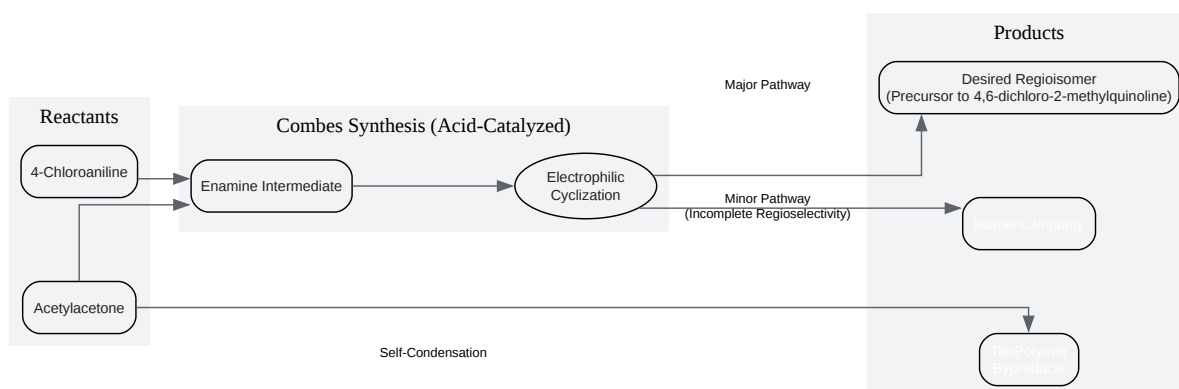 Products
Desired Regioisomer
(Precursor to 4,6-dichloro-2-methylquinoline)
Major Pathway
Reactants
Combes Synthesis (Acid-Catalyzed)
4-Chloroaniline
Enamine Intermediate
Electrophilic
Cyclization
Minor Pathway
(Incomplete Regioselectivity)
Isomeric Impurity
Acetylacetone
Self-Condensation
Tar/Polymer
Byproducts